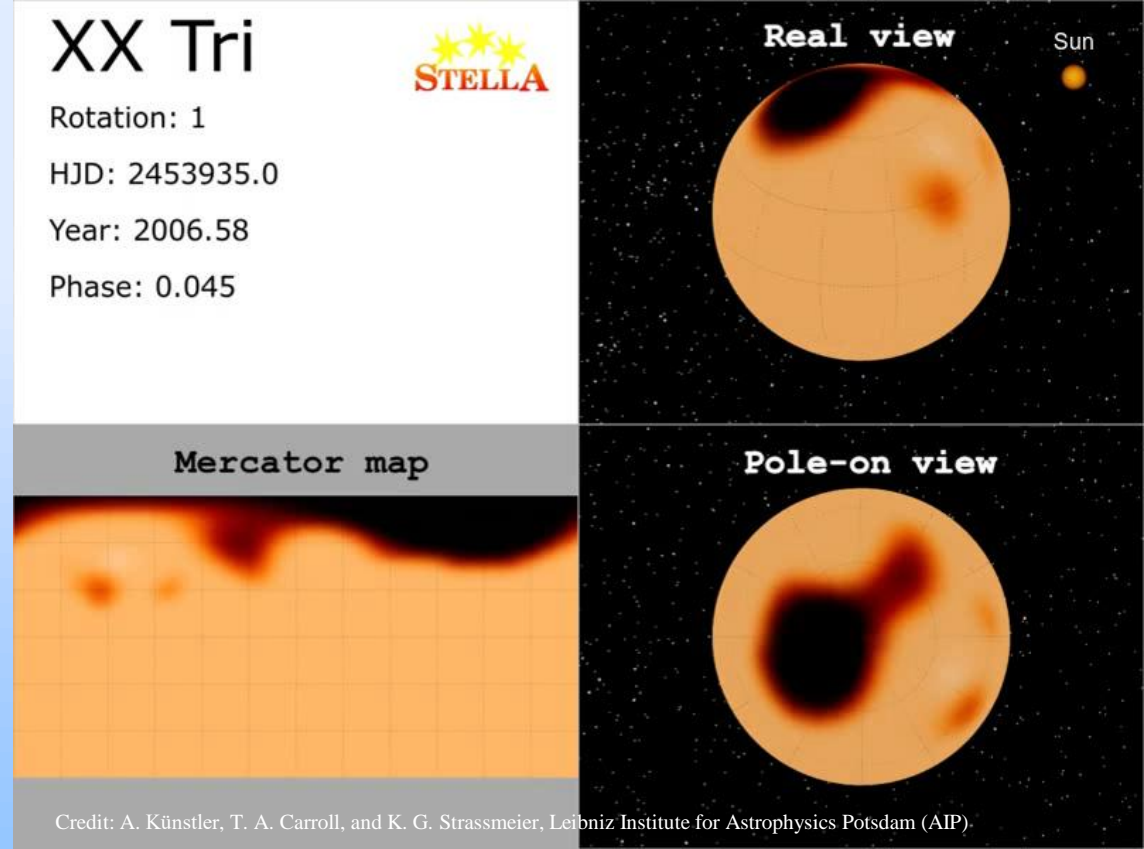 XX Tri
STELLA
Rotation: 1
HJD: 2453935.0
Year: 2006.58
Phase: 0.045
Real view
Sun
Mercator map
Pole-on view
Credit: A. Künstler, T. A. Carroll, and K. G. Strassmeier, Leibniz Institute for Astrophysics Potsdam (AIP)